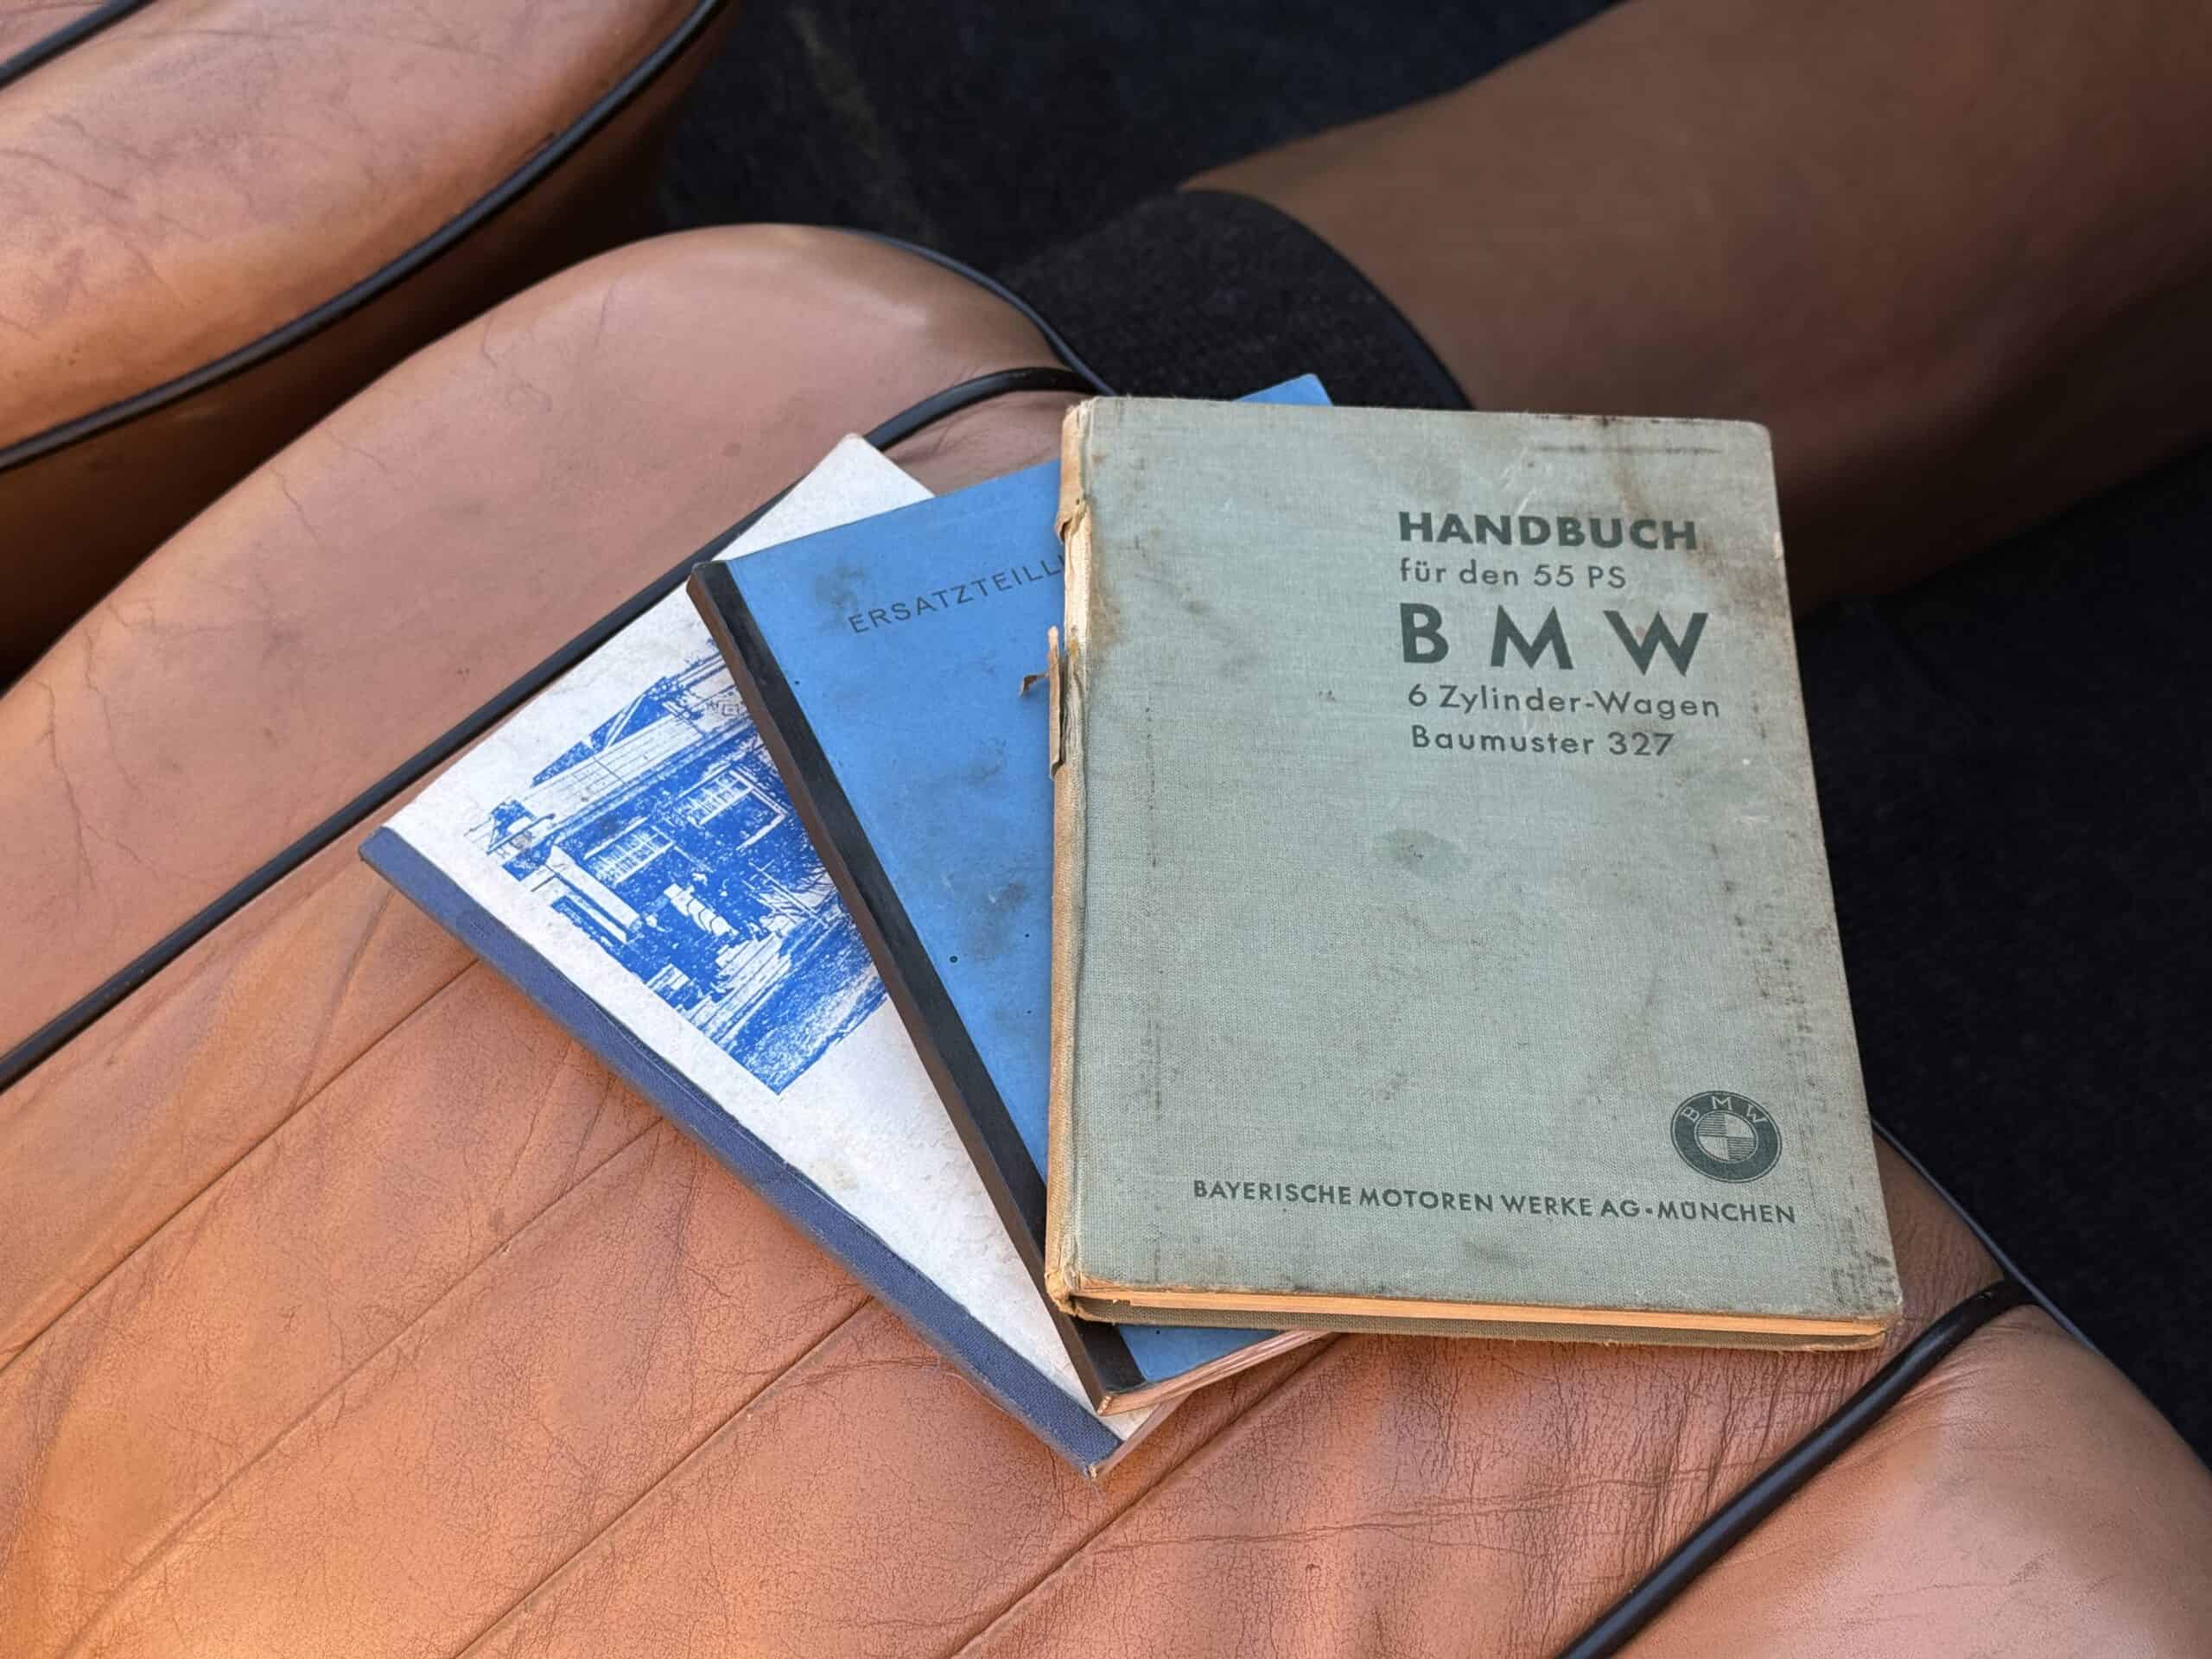 HANDBUCH
für den 55 PS
BMW
6 Zylinder-Wagen
Baumuster 327
BMW
BAYERISCHE MOTOREN WERKE AG·MÜNCHEN